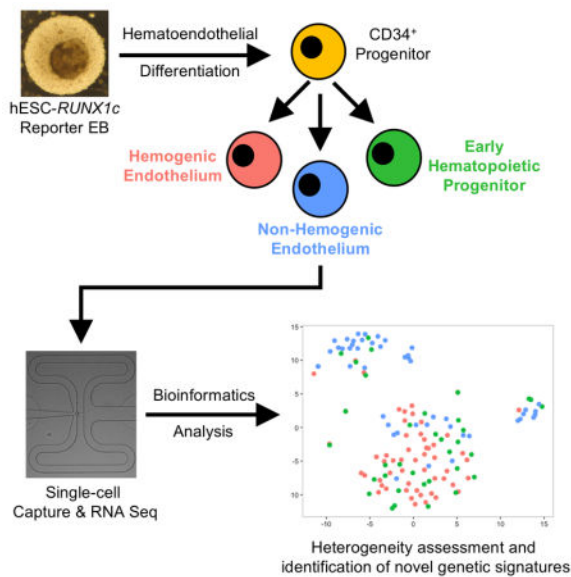 Hematoendothelial
Differentiation
CD34+
Progenitor
hESC-RUNX1c
Reporter EB
Hemogenic
Endothelium
Early
Hematopoietic
Progenitor
Non-Hemogenic
Endothelium
Bioinformatics
Analysis
Single-cell
Capture & RNA Seq
15
10
5
0
-5
-10
-10
-5
0
5
10
15
Heterogeneity assessment and
identification of novel genetic signatures